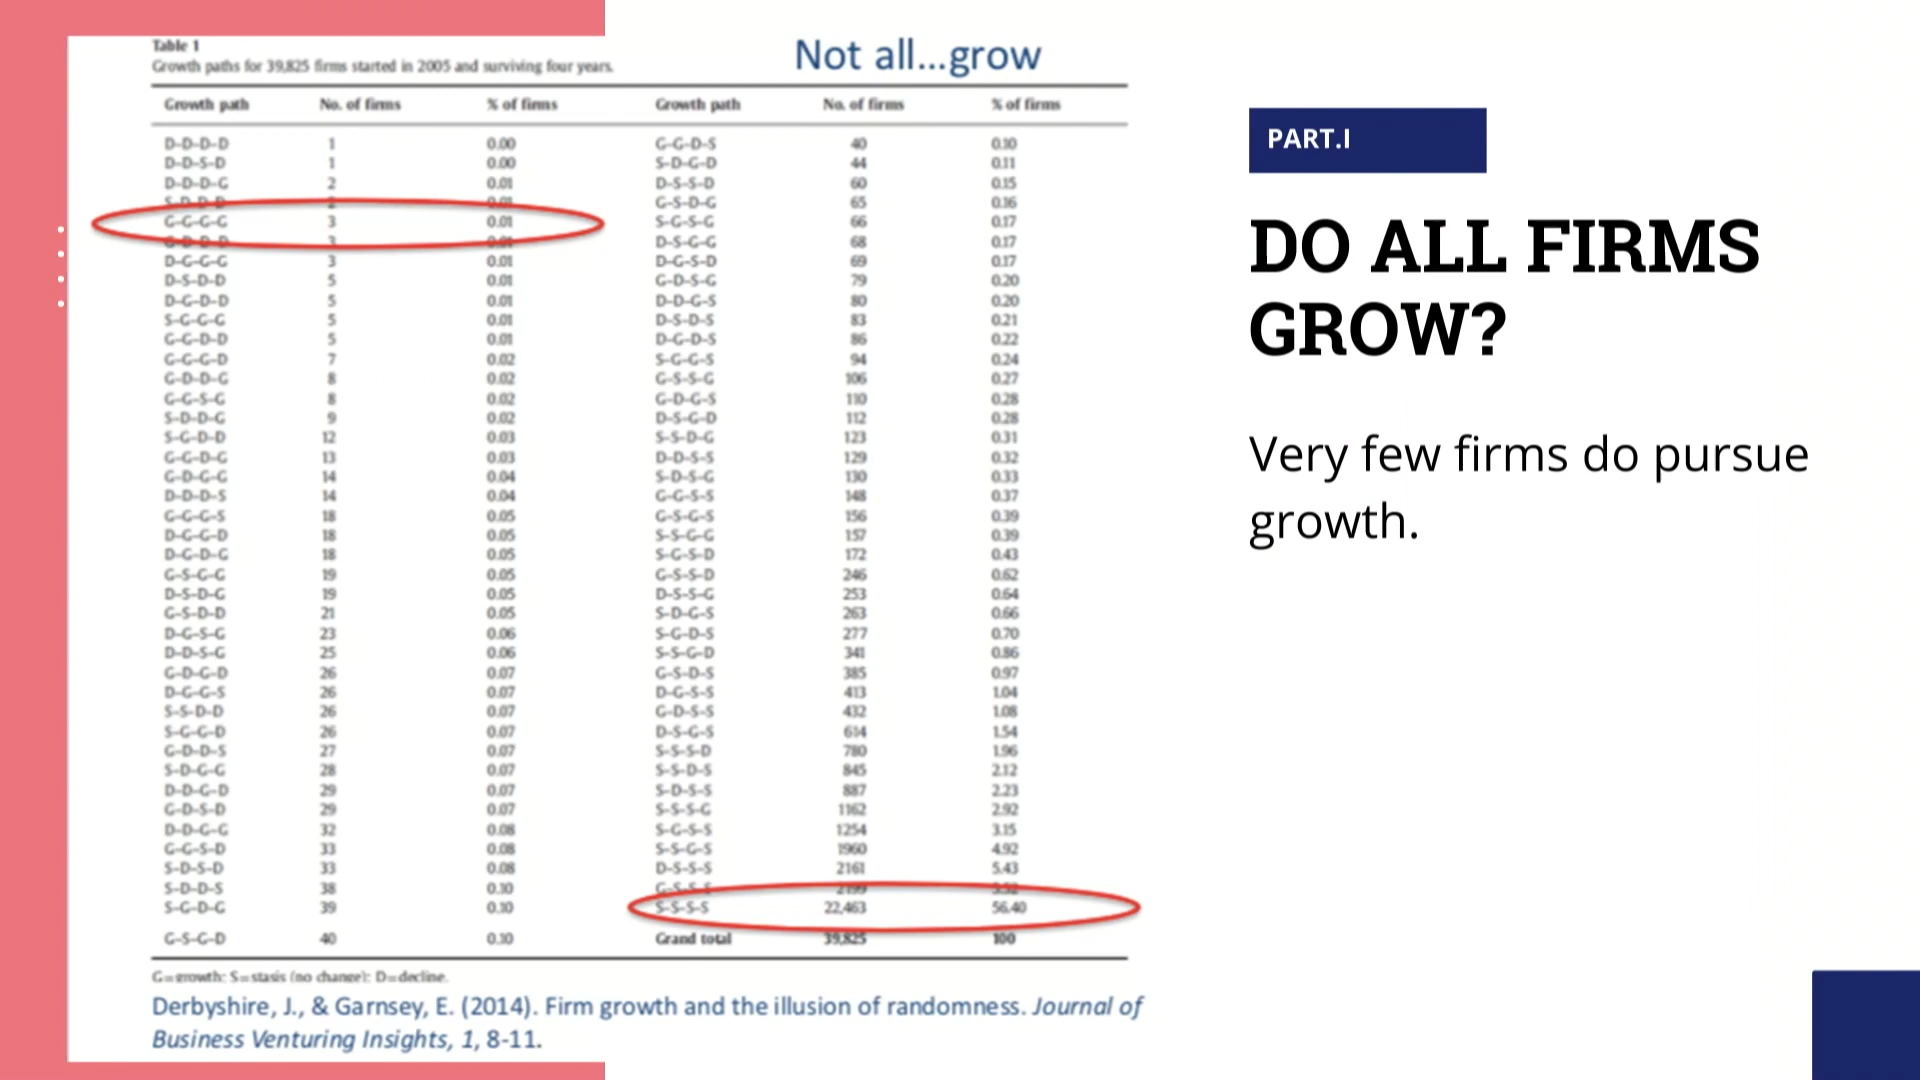 Not all...grow
Table 1
Growth paths for 39,825 firms started in 2005 and surviving four years.
Growth path No. of firms % of firms Growth path No. of firms % of firms
D-D-D-D 1 0.00 G-G-D-S 40 0.10
D-D-S-D 1 0.00 S-D-G-D 44 0.11
D-D-D-G 2 0.01 D-S-S-D 60 0.15
S-D-D-D 2 0.01 G-S-D-G 65 0.16
G-G-G-G 3 0.01 S-G-S-G 66 0.17
G-D-D-D 3 0.01 D-S-G-G 68 0.17
D-G-G-G 3 0.01 D-G-S-D 69 0.17
D-S-D-D 5 0.01 G-D-S-G 79 0.20
D-G-D-D 5 0.01 D-D-G-S 80 0.20
S-G-G-G 5 0.01 D-S-D-S 83 0.21
G-G-D-D 5 0.01 D-G-D-S 86 0.22
G-G-G-D 7 0.02 S-G-G-S 94 0.24
G-D-D-G 8 0.02 G-S-S-G 106 0.27
G-G-S-G 8 0.02 G-D-G-S 110 0.28
S-D-D-G 9 0.02 D-S-G-D 112 0.28
S-G-D-D 12 0.03 S-S-D-G 123 0.31
G-G-D-G 13 0.03 D-D-S-S 129 0.32
G-D-G-G 14 0.04 S-D-S-G 130 0.33
D-D-D-S 14 0.04 G-G-S-S 148 0.37
G-G-G-S 18 0.05 G-S-G-S 156 0.39
D-G-G-D 18 0.05 S-S-G-G 157 0.39
D-G-D-G 18 0.05 S-G-S-D 172 0.43
G-S-G-G 19 0.05 G-S-S-D 246 0.62
D-S-D-G 19 0.05 D-S-S-G 253 0.64
G-S-D-D 21 0.05 S-D-G-S 263 0.66
D-G-S-G 23 0.06 S-G-D-S 277 0.70
D-D-S-G 25 0.06 S-S-G-D 341 0.86
G-D-G-D 26 0.07 G-S-D-S 385 0.97
D-G-G-S 26 0.07 D-G-S-S 413 1.04
S-S-D-D 26 0.07 G-D-S-S 432 1.08
S-G-G-D 26 0.07 D-S-G-S 614 1.54
G-D-D-S 27 0.07 S-S-S-D 780 1.96
S-D-G-G 28 0.07 S-S-D-S 845 2.12
D-D-G-D 29 0.07 S-D-S-S 887 2.23
G-D-S-D 29 0.07 S-S-S-G 1162 2.92
D-D-G-G 32 0.08 S-G-S-S 1254 3.15
G-G-S-D 33 0.08 S-S-G-S 1960 4.92
S-D-S-D 33 0.08 D-S-S-S 2161 5.43
S-D-D-S 38 0.10 G-S-S-S 2199 5.52
S-G-D-G 39 0.10 S-S-S-S 22,463 56.40
G-S-G-D 40 0.10 Grand total 39,825 100
G=growth; S=stasis (no change); D=decline.
Derbyshire, J., & Garnsey, E. (2014). Firm growth and the illusion of randomness. Journal of
Business Venturing Insights, 1, 8-11.
PART.I
DO ALL FIRMS
GROW?
Very few firms do pursue
growth.